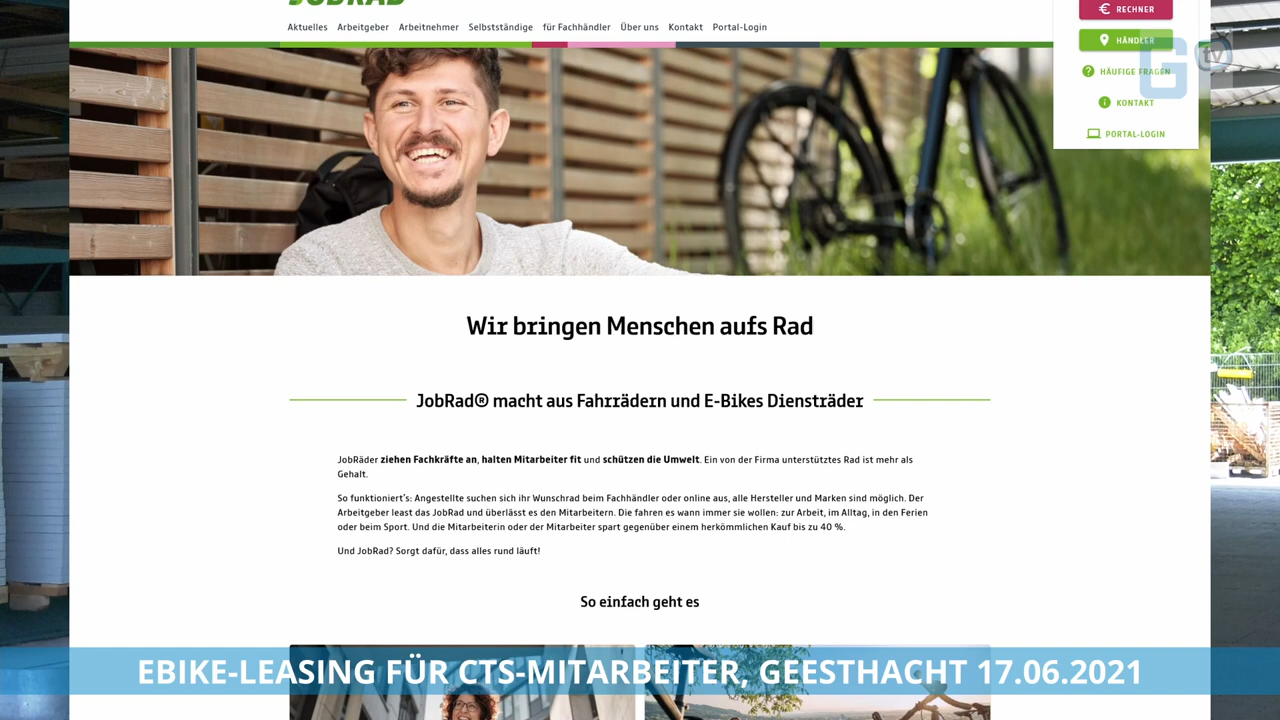 JOBRAD
Aktuelles Arbeitgeber Arbeitnehmer Selbstständige für Fachhändler Über uns Kontakt Portal-Login
RECHNER
HÄNDLER
HÄUFIGE FRAGEN
KONTAKT
PORTAL-LOGIN
G tv
Wir bringen Menschen aufs Rad
JobRad® macht aus Fahrrädern und E-Bikes Diensträder
JobRäder ziehen Fachkräfte an, halten Mitarbeiter fit und schützen die Umwelt. Ein von der Firma unterstütztes Rad ist mehr als
Gehalt.
So funktioniert's: Angestellte suchen sich ihr Wunschrad beim Fachhändler oder online aus, alle Hersteller und Marken sind möglich. Der
Arbeitgeber least das JobRad und überlässt es den Mitarbeitern. Die fahren es wann immer sie wollen: zur Arbeit, im Alltag, in den Ferien
oder beim Sport. Und die Mitarbeiterin oder der Mitarbeiter spart gegenüber einem herkömmlichen Kauf bis zu 40 %.
Und JobRad? Sorgt dafür, dass alles rund läuft!
So einfach geht es
EBIKE-LEASING FÜR CTS-MITARBEITER, GEESTHACHT 17.06.2021